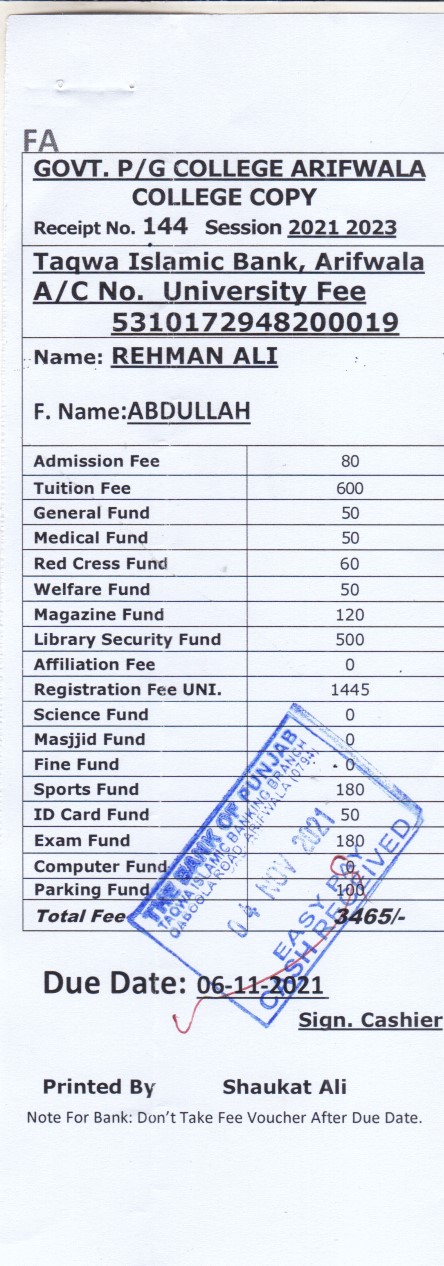 FA
GOVT. P/G COLLEGE ARIFWALA
COLLEGE COPY
Receipt No. 144 Session 2021 2023
Taqwa Islamic Bank, Arifwala
A/C No. University Fee
5310172948200019
Name: REHMAN ALI
F. Name:ABDULLAH
Admission Fee 80
Tuition Fee 600
General Fund 50
Medical Fund 50
Red Cress Fund 60
Welfare Fund 50
Magazine Fund 120
Library Security Fund 500
Affiliation Fee 0
Registration Fee UNI. 1445
Science Fund 0
Masjjid Fund 0
Fine Fund 0
Sports Fund 180
ID Card Fund 50
Exam Fund 180
Computer Fund 0
Parking Fund 100
Total Fee 3465/-
THE BANK OF PUNJAB
TAQWA ISLAMIC BANKING BRANCH
QABOOLA ROAD, ARIFWALA (0794)
04 NOV 2021
EASY PAY
CASH RECEIVED
Due Date: 06-11-2021
Sign. Cashier
Printed By Shaukat Ali
Note For Bank: Don't Take Fee Voucher After Due Date.